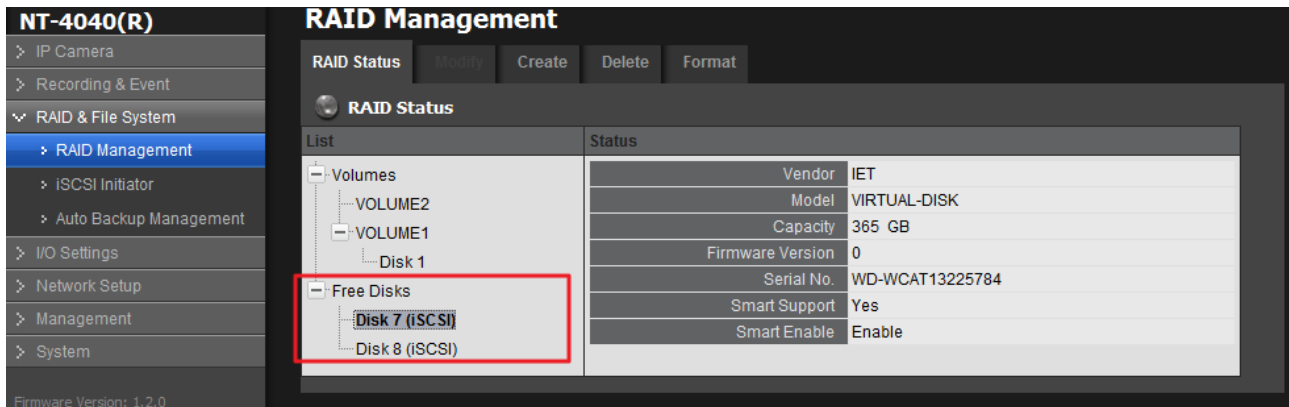 NT-4040(R)
> IP Camera
> Recording & Event
RAID & File System
RAID Management
iSCSI Initiator
Auto Backup Management
> I/O Settings
> Network Setup
> Management
> System
Firmware Version: 1.2.0
RAID Management
RAID Status Modify Create Delete Format
RAID Status
List Status
Volumes
VOLUME2
VOLUME1
Disk 1
Free Disks
Disk 7 (iSCSI)
Disk 8 (iSCSI)
Vendor IET
Model VIRTUAL-DISK
Capacity 365 GB
Firmware Version 0
Serial No. WD-WCAT13225784
Smart Support Yes
Smart Enable Enable